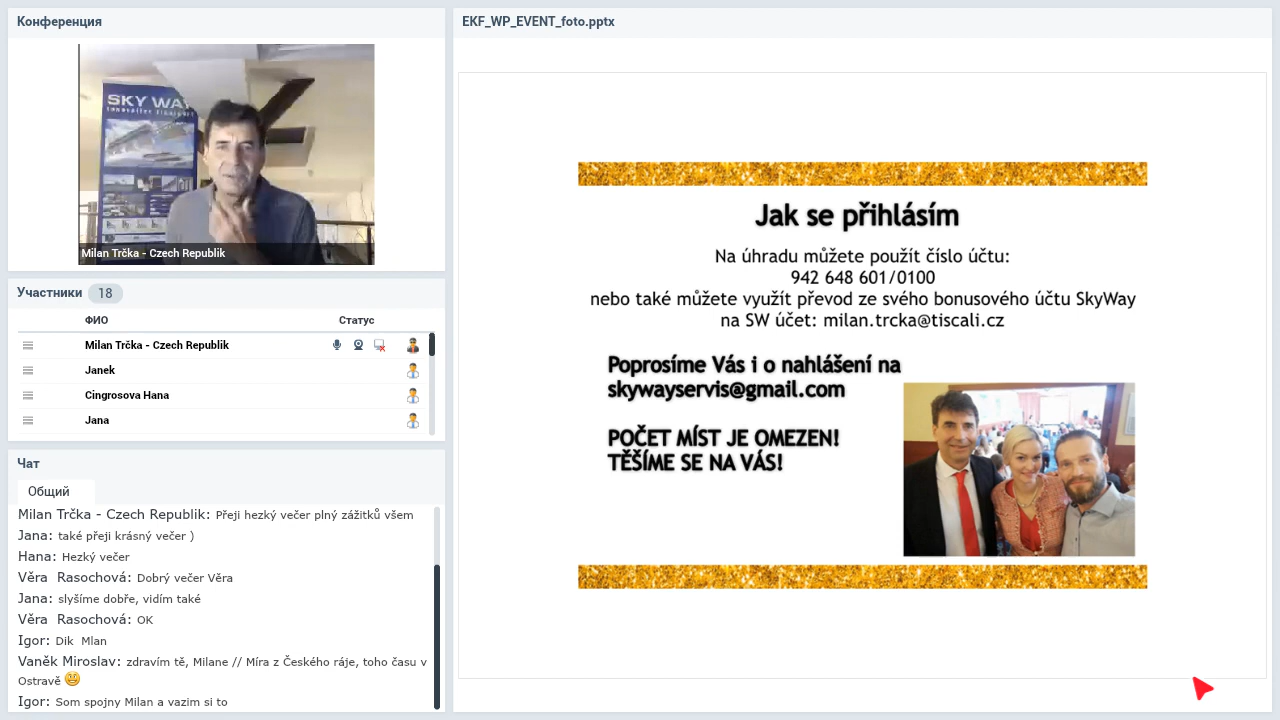 Конференция
SKY WAY
Milan Trčka - Czech Republik
Участники 18
ФИО Статус
Milan Trčka - Czech Republik
Janek
Cingrosova Hana
Jana
Чат
Общий
Milan Trčka - Czech Republik: Přeji hezký večer plný zážitků všem
Jana: také přeji krásný večer )
Hana: Hezký večer
Věra Rasochová: Dobrý večer Věra
Jana: slyšíme dobře, vidím také
Věra Rasochová: OK
Igor: Dik Mlan
Vaněk Miroslav: zdravím tě, Milane // Míra z Českého ráje, toho času v
Ostravě
Igor: Som spojny Milan a vazim si to
EKF_WP_EVENT_foto.pptx
Jak se přihlásím
Na úhradu můžete použít číslo účtu:
942 648 601/0100
nebo také můžete využít převod ze svého bonusového účtu SkyWay
na SW účet: milan.trcka@tiscali.cz
Poprosíme Vás i o nahlášení na
skywayservis@gmail.com
POČET MÍST JE OMEZEN!
TĚŠÍME SE NA VÁS!